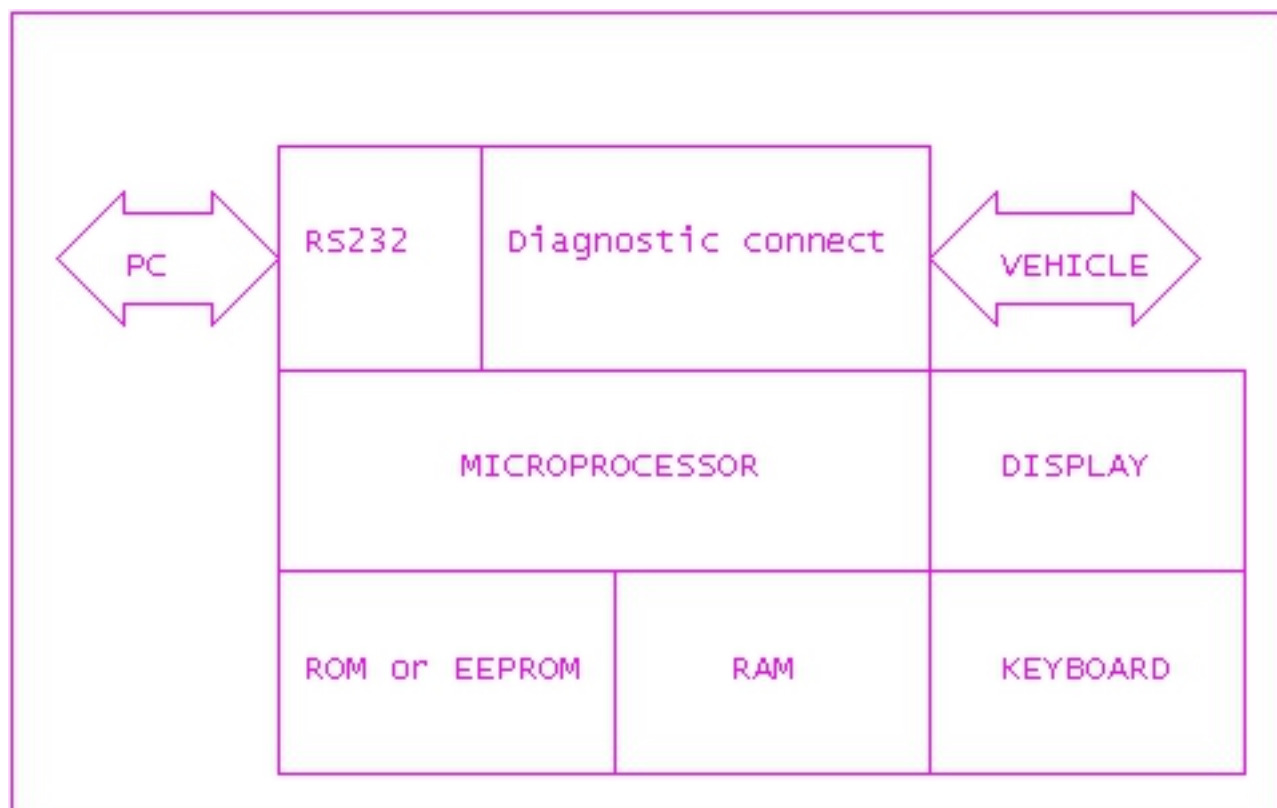 RS232
Diagnostic connect
PC
VEHICLE
MICROPROCESSOR
DISPLAY
ROM or EEPROM
RAM
KEYBOARD